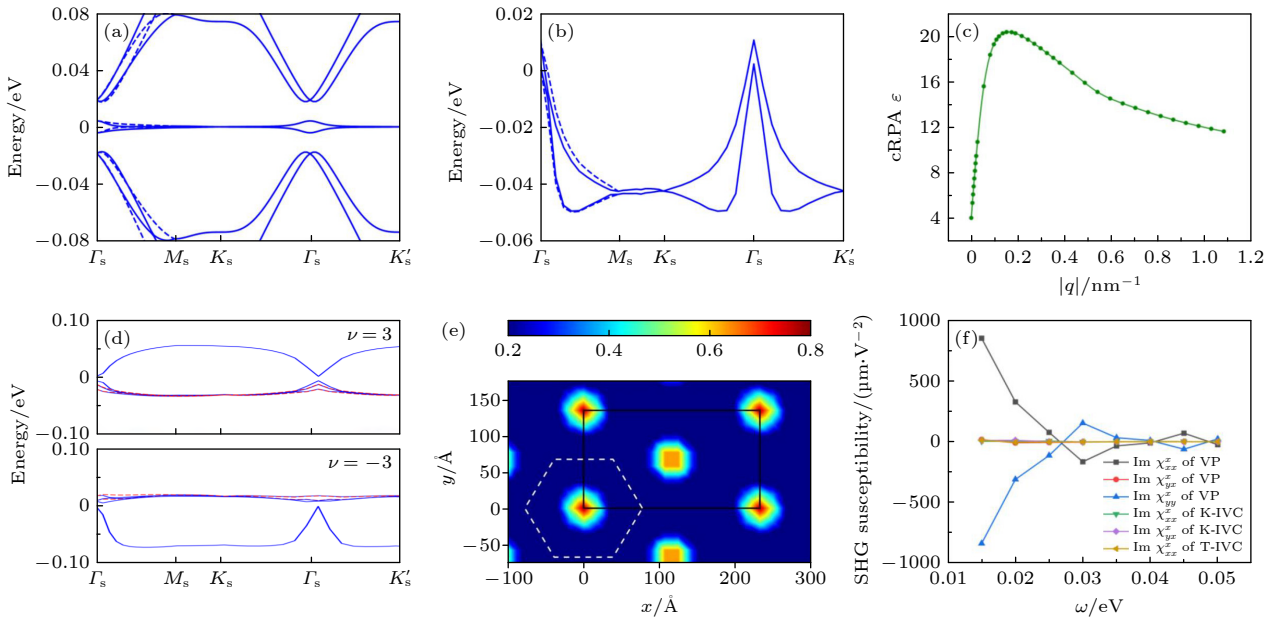 (a)
Energy/eV
0.08
0.04
0
−0.04
−0.08
Γs Ms Ks Γs K′s
(b)
Energy/eV
0.02
0
−0.02
−0.04
−0.06
Γs Ms Ks Γs K′s
(c)
cRPA ε
20
16
12
8
4
0 0.2 0.4 0.6 0.8 1.0 1.2
|q|/nm⁻¹
(d)
Energy/eV
0.10
0
−0.10
ν = 3
0.10
0
−0.10
ν = −3
Γs Ms Ks Γs K′s
(e)
0.2 0.4 0.6 0.8
y/Å
150
100
50
0
−50
−100 0 100 200 300
x/Å
(f)
SHG susceptibility/(μm·V⁻²)
1000
500
0
−500
−1000
Im χˣₓₓ of VP
Im χˣyx of VP
Im χˣyy of VP
Im χˣₓₓ of K-IVC
Im χˣyx of K-IVC
Im χˣₓₓ of T-IVC
0.01 0.02 0.03 0.04 0.05
ω/eV